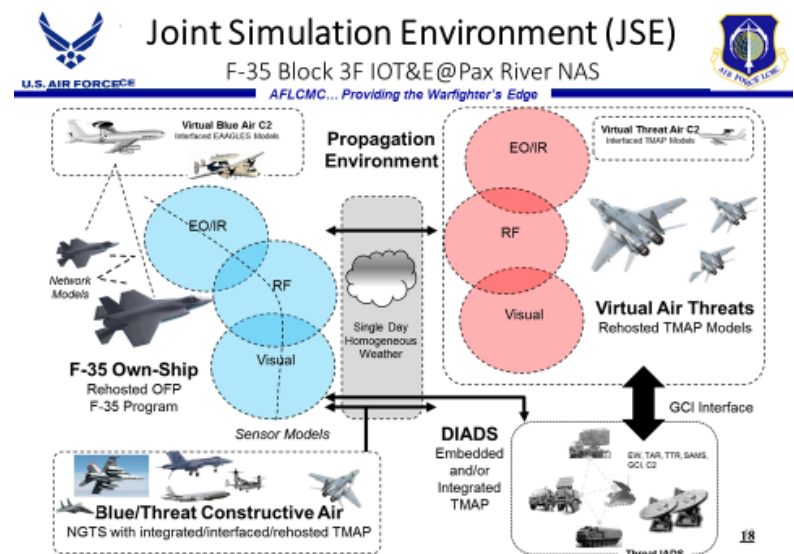 Joint Simulation Environment (JSE)
F-35 Block 3F IOT&E@Pax River NAS
U.S. AIR FORCE
CE
AIR FORCE LCMC
AFLCMC... Providing the Warfighter's Edge
Virtual Blue Air C2
Interfaced EAAGLES Models
Propagation
Environment
EO/IR
Virtual Threat Air C2
Interfaced TMAP Models
EO/IR
RF
RF
Network
Models
Single Day
Homogeneous
Weather
Visual
Virtual Air Threats
Rehosted TMAP Models
Visual
F-35 Own-Ship
Rehosted OFP
F-35 Program
Sensor Models
GCI Interface
DIADS
Embedded
and/or
Integrated
TMAP
EW, TAR, TTR, SAMS,
GCI, C2
Blue/Threat Constructive Air
NGTS with integrated/interfaced/rehosted TMAP
Threat IADS
18